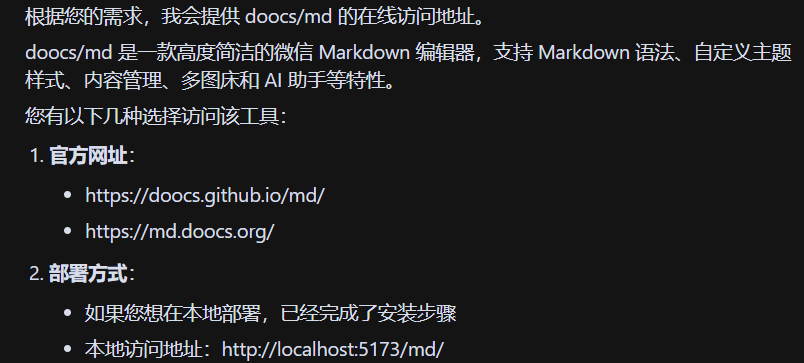 根据您的需求，我会提供 doocs/md 的在线访问地址。
doocs/md 是一款高度简洁的微信 Markdown 编辑器，支持 Markdown 语法、自定义主题
样式、内容管理、多图床和 AI 助手等特性。
您有以下几种选择访问该工具：
1. 官方网址：
• https://doocs.github.io/md/
• https://md.doocs.org/
2. 部署方式：
• 如果您想在本地部署，已经完成了安装步骤
• 本地访问地址：http://localhost:5173/md/